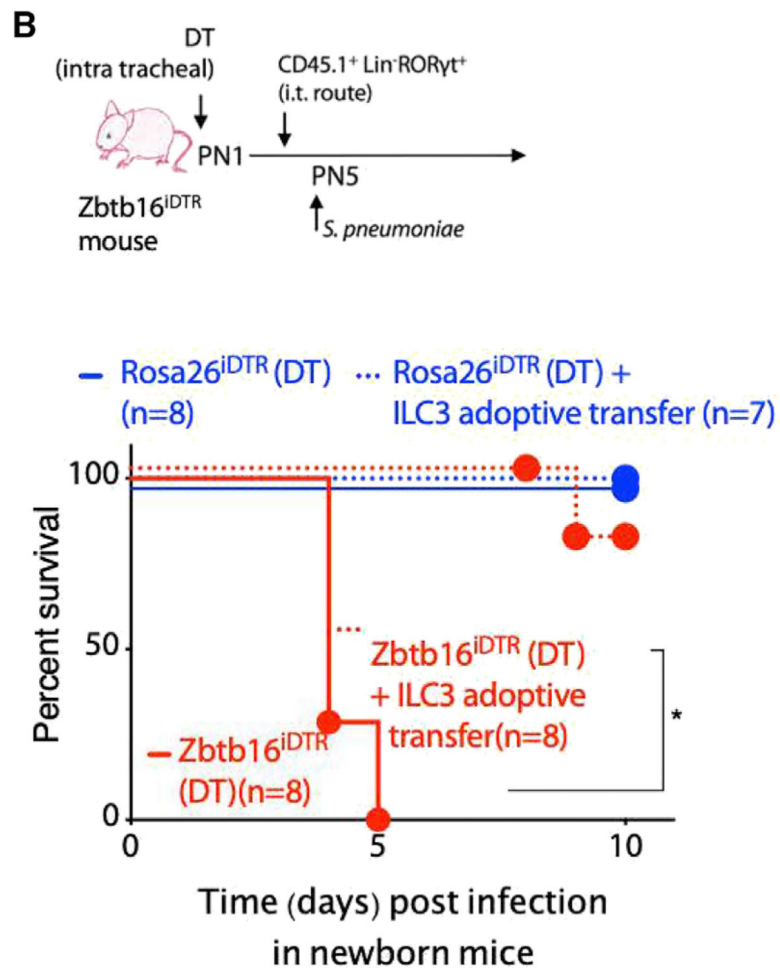 B
DT
(intra tracheal)
CD45.1⁺ Lin⁻RORγt⁺
(i.t. route)
PN1
PN5
Zbtb16ⁱᴰᵀᴿ
mouse
S. pneumoniae
Rosa26ⁱᴰᵀᴿ (DT)
(n=8)
Rosa26ⁱᴰᵀᴿ (DT) +
ILC3 adoptive transfer (n=7)
100
50
0
Percent survival
Zbtb16ⁱᴰᵀᴿ (DT)
+ ILC3 adoptive
transfer(n=8)
*
Zbtb16ⁱᴰᵀᴿ
(DT)(n=8)
0 5 10
Time (days) post infection
in newborn mice